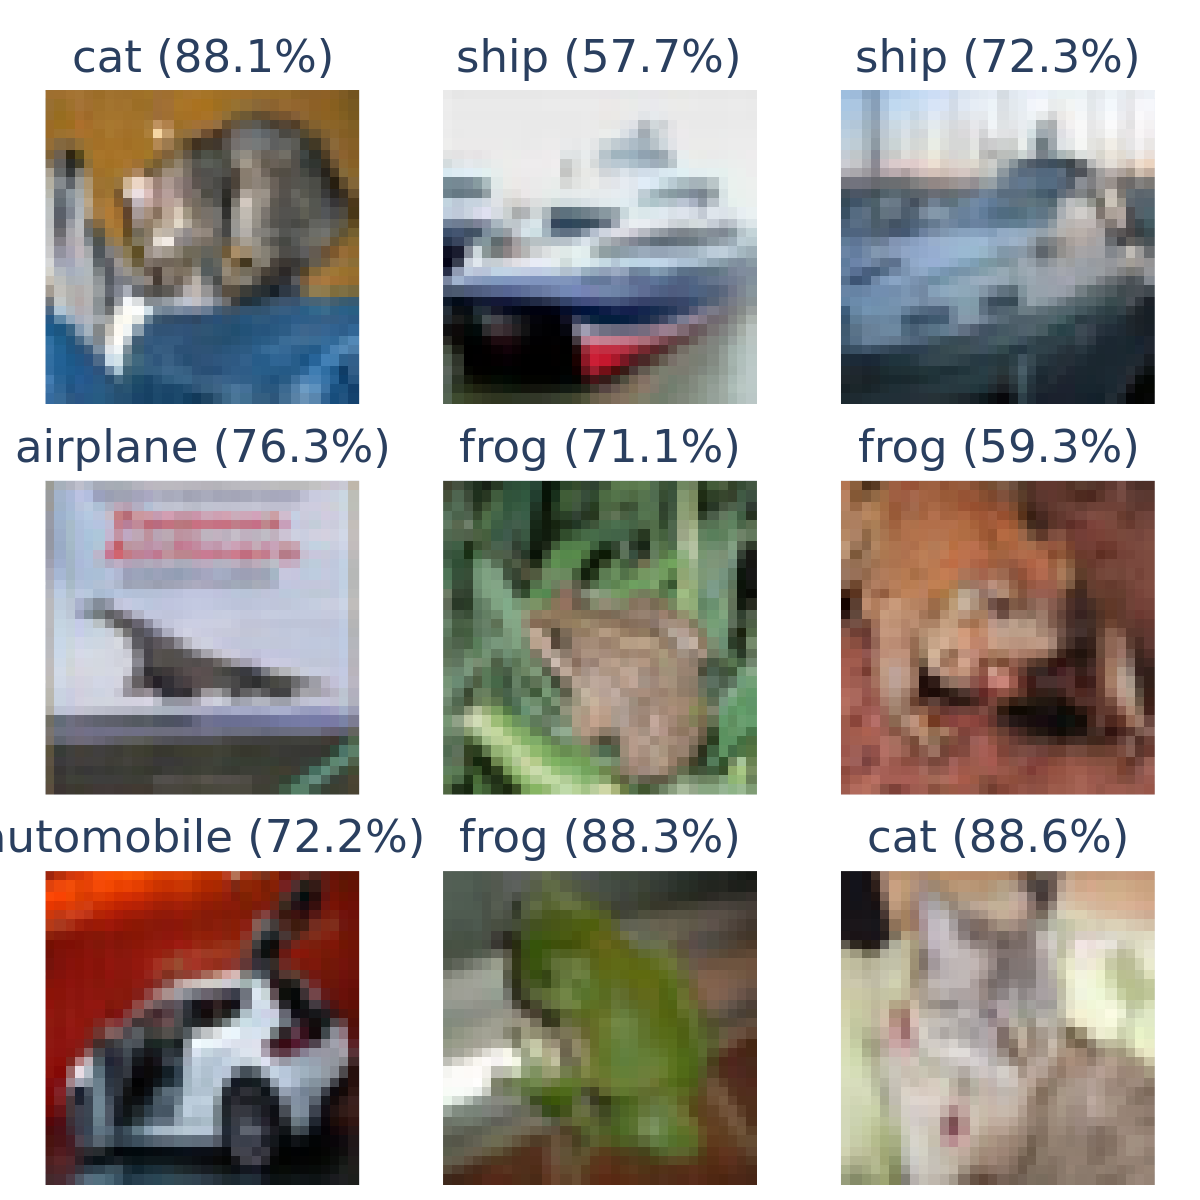 cat (88.1%)
ship (57.7%)
ship (72.3%)
airplane (76.3%)
frog (71.1%)
frog (59.3%)
utomobile (72.2%)
frog (88.3%)
cat (88.6%)